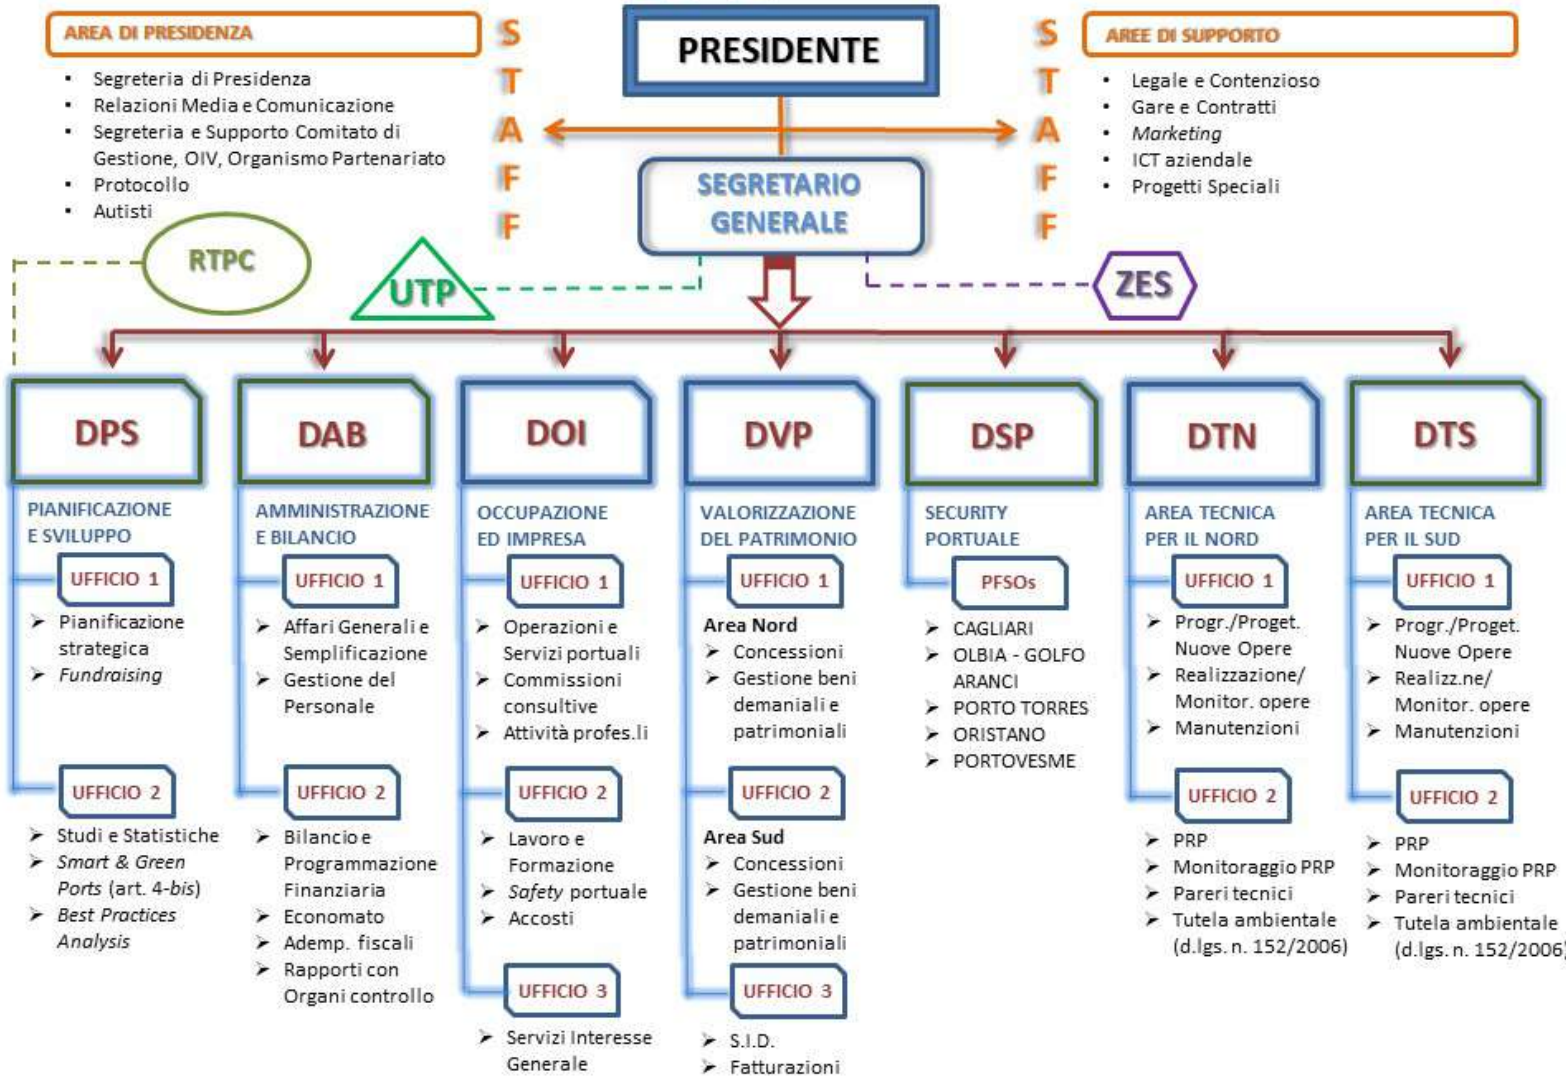 AREA DI PRESIDENZA
Segreteria di Presidenza
Relazioni Media e Comunicazione
Segreteria e Supporto Comitato di
Gestione, OIV, Organismo Partenariato
Protocollo
Autisti
STAFF
PRESIDENTE
SEGRETARIO
GENERALE
STAFF
AREE DI SUPPORTO
Legale e Contenzioso
Gare e Contratti
Marketing
ICT aziendale
Progetti Speciali
RTPC
UTP
ZES
DPS
PIANIFICAZIONE
E SVILUPPO
UFFICIO 1
Pianificazione
strategica
Fundraising
UFFICIO 2
Studi e Statistiche
Smart & Green
Ports (art. 4-bis)
Best Practices
Analysis
DAB
AMMINISTRAZIONE
E BILANCIO
UFFICIO 1
Affari Generali e
Semplificazione
Gestione del
Personale
UFFICIO 2
Bilancio e
Programmazione
Finanziaria
Economato
Ademp. fiscali
Rapporti con
Organi controllo
DOI
OCCUPAZIONE
ED IMPRESA
UFFICIO 1
Operazioni e
Servizi portuali
Commissioni
consultive
Attività profes.li
UFFICIO 2
Lavoro e
Formazione
Safety portuale
Accosti
UFFICIO 3
Servizi Interesse
Generale
DVP
VALORIZZAZIONE
DEL PATRIMONIO
UFFICIO 1
Area Nord
Concessioni
Gestione beni
demaniali e
patrimoniali
UFFICIO 2
Area Sud
Concessioni
Gestione beni
demaniali e
patrimoniali
UFFICIO 3
S.I.D.
Fatturazioni
DSP
SECURITY
PORTUALE
PFSOs
CAGLIARI
OLBIA - GOLFO
ARANCI
PORTO TORRES
ORISTANO
PORTOVESME
DTN
AREA TECNICA
PER IL NORD
UFFICIO 1
Progr./Proget.
Nuove Opere
Realizzazione/
Monitor. opere
Manutenzioni
UFFICIO 2
PRP
Monitoraggio PRP
Pareri tecnici
Tutela ambientale
(d.lgs. n. 152/2006)
DTS
AREA TECNICA
PER IL SUD
UFFICIO 1
Progr./Proget.
Nuove Opere
Realizz.ne/
Monitor. opere
Manutenzioni
UFFICIO 2
PRP
Monitoraggio PRP
Pareri tecnici
Tutela ambientale
(d.lgs. n. 152/2006)